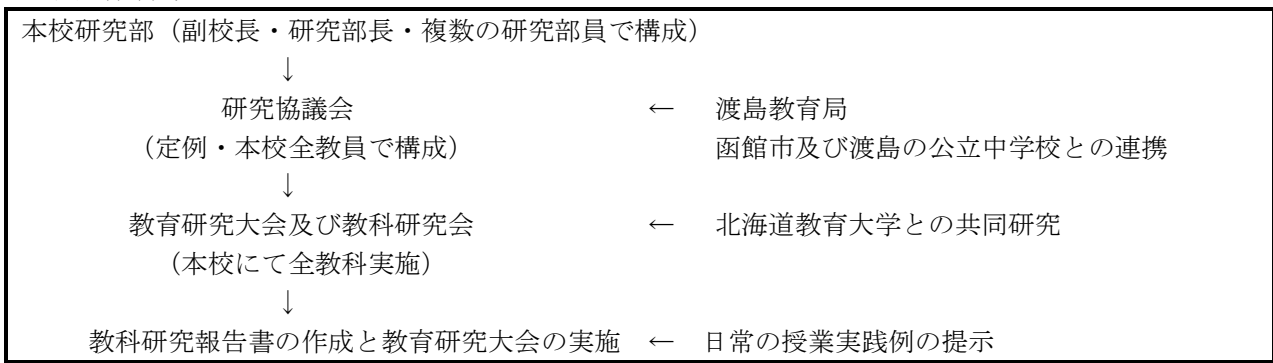 本校研究部(副校長・研究部長・複数の研究部員で構成)
↓
研究協議会 ← 渡島教育局
(定例・本校全教員で構成) 函館市及び渡島の公立中学校との連携
↓
教育研究大会及び教科研究会 ← 北海道教育大学との共同研究
(本校にて全教科実施)
↓
教科研究報告書の作成と教育研究大会の実施 ← 日常の授業実践例の提示